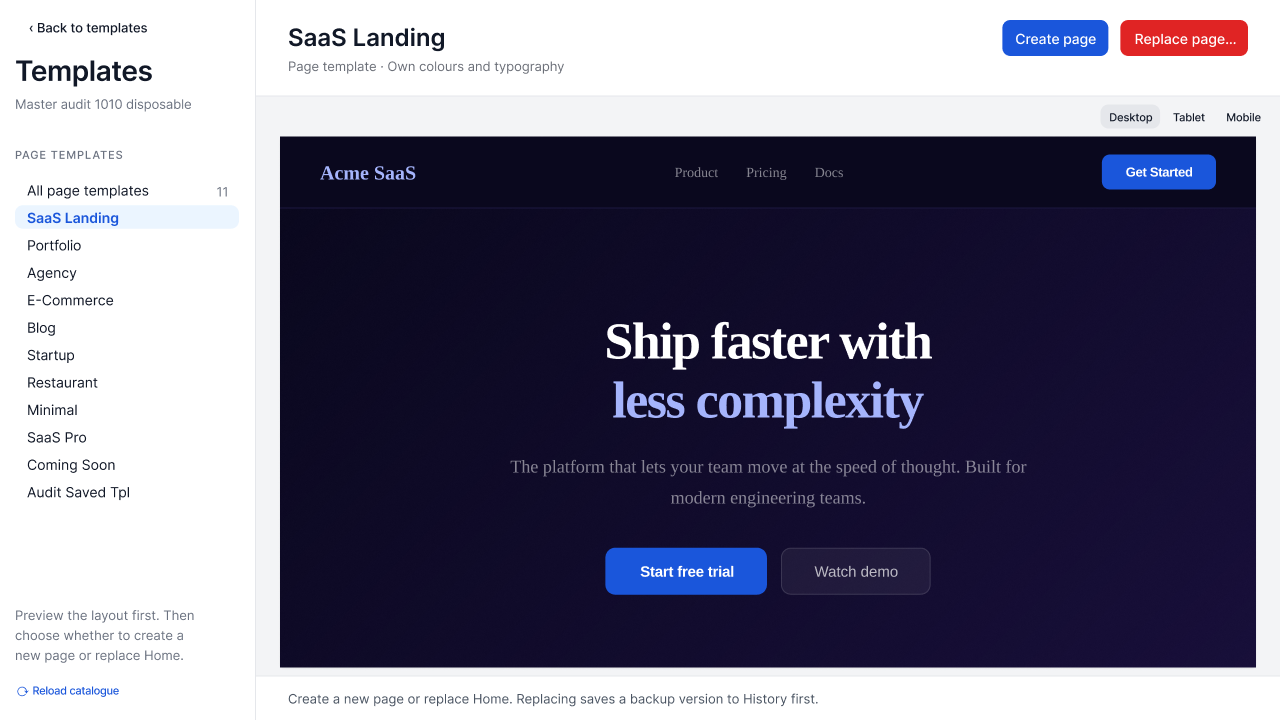 ‹ Back to templates
Templates
Master audit 1010 disposable
PAGE TEMPLATES
All page templates 11
SaaS Landing
Portfolio
Agency
E-Commerce
Blog
Startup
Restaurant
Minimal
SaaS Pro
Coming Soon
Audit Saved Tpl
Preview the layout first. Then
choose whether to create a
new page or replace Home.
Reload catalogue
SaaS Landing
Page template · Own colours and typography
Create page
Replace page...
Desktop Tablet Mobile
Acme SaaS
Product Pricing Docs
Get Started
Ship faster with
less complexity
The platform that lets your team move at the speed of thought. Built for
modern engineering teams.
Start free trial
Watch demo
Create a new page or replace Home. Replacing saves a backup version to History first.